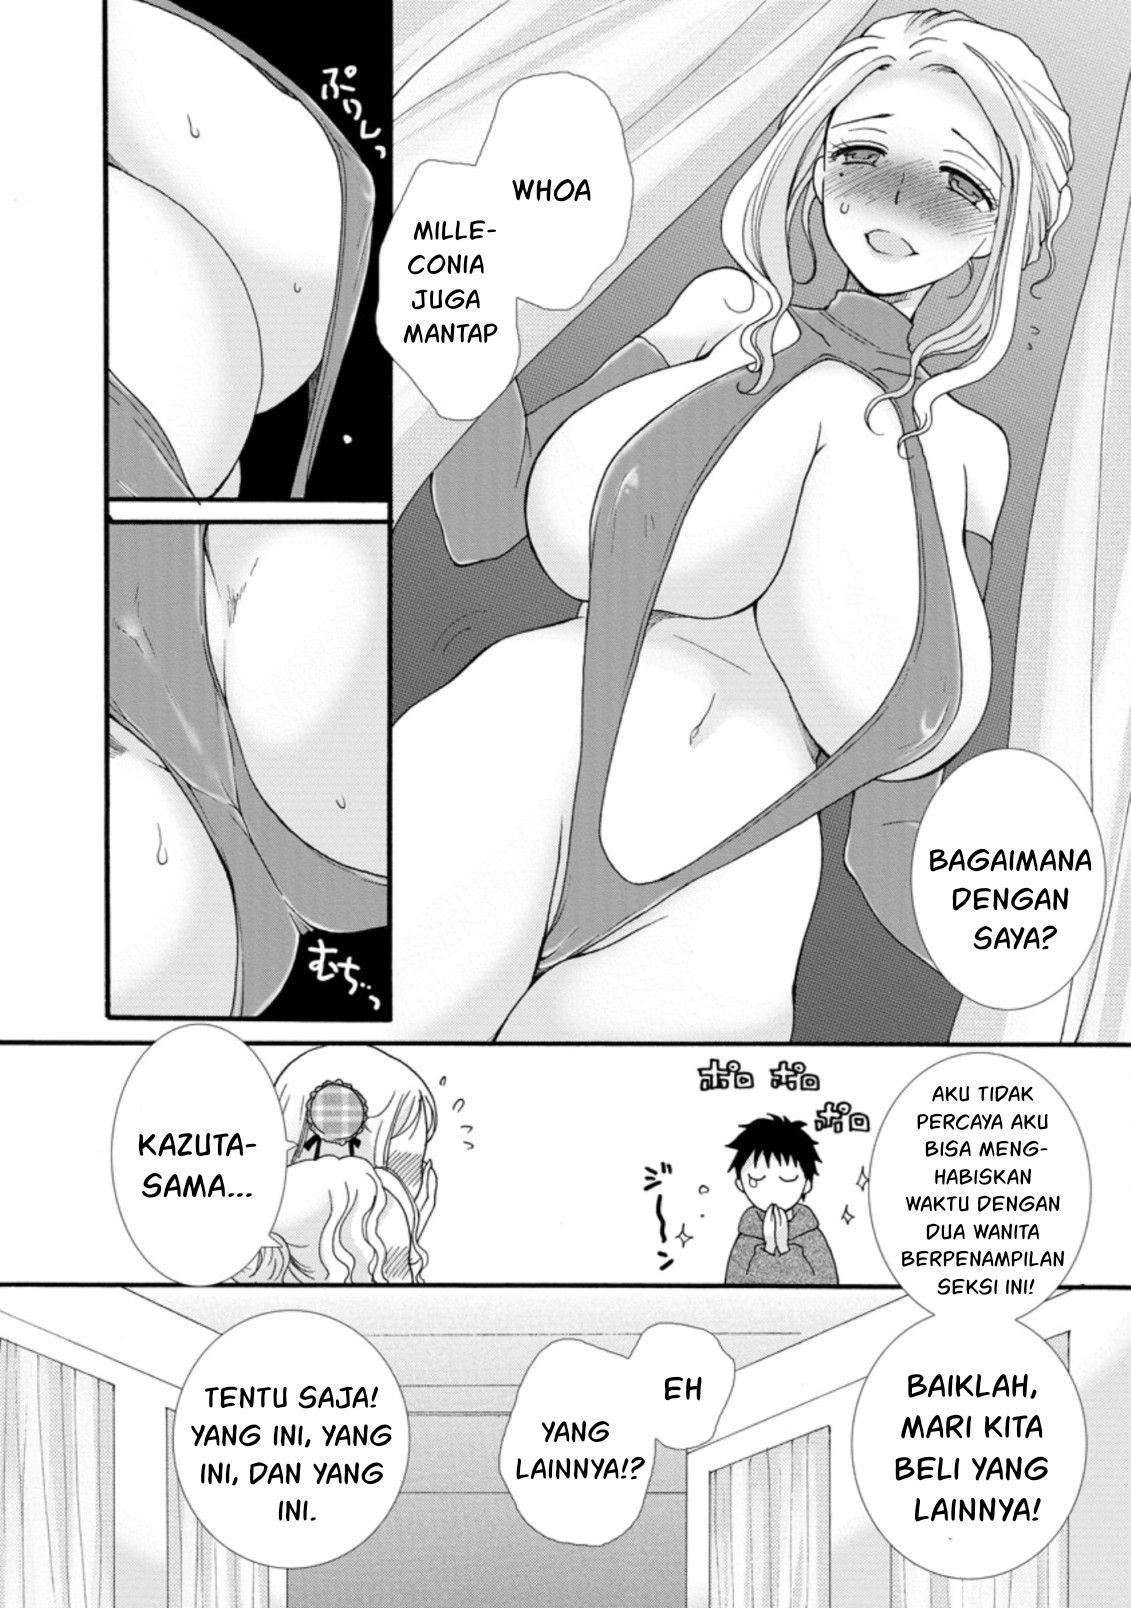 WHOA
MILLE-
CONIA
JUGA
MANTAP
ぷりしっ
BAGAIMANA
DENGAN
SAYA?
むちっ
AKU TIDAK
PERCAYA AKU
BISA MENG-
HABISKAN
WAKTU DENGAN
DUA WANITA
BERPENAMPILAN
SEKSI INI!
ポロ ポロ
ポロ
ジーン
KAZUTA-
SAMA...
BAIKLAH,
MARI KITA
BELI YANG
LAINNYA!
EH
YANG
LAINNYA!?
TENTU SAJA!
YANG INI, YANG
INI, DAN YANG
INI.